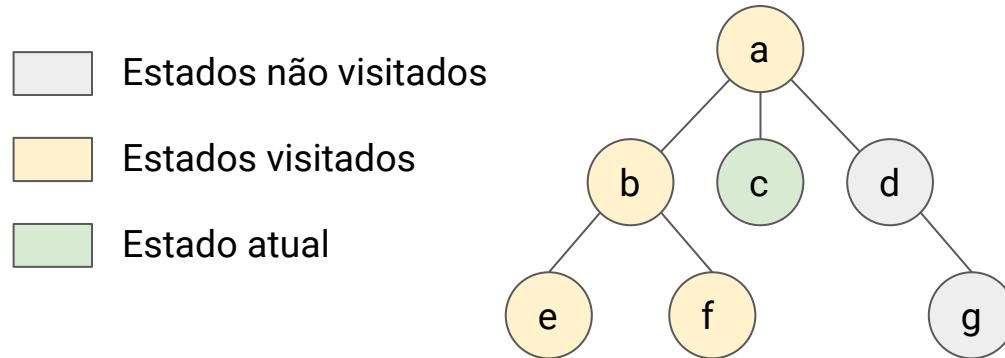 Estados não visitados
Estados visitados
Estado atual
a
b c d
e f g